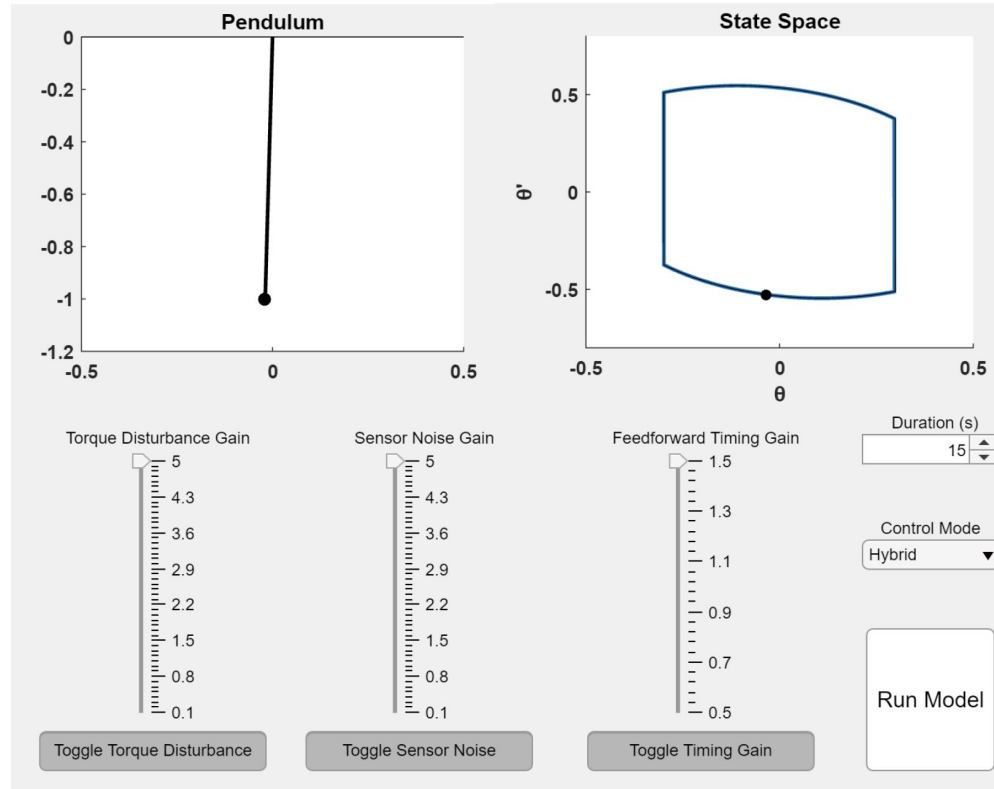 Pendulum
0
-0.2
-0.4
-0.6
-0.8
-1
-1.2
-0.5 0 0.5
State Space
0.5
0
-0.5
θ'
-0.5 0 0.5
θ
Torque Disturbance Gain
5
4.3
3.6
2.9
2.2
1.5
0.8
0.1
Toggle Torque Disturbance
Sensor Noise Gain
5
4.3
3.6
2.9
2.2
1.5
0.8
0.1
Toggle Sensor Noise
Feedforward Timing Gain
1.5
1.3
1.1
0.9
0.7
0.5
Toggle Timing Gain
Duration (s)
15
Control Mode
Hybrid
Run Model